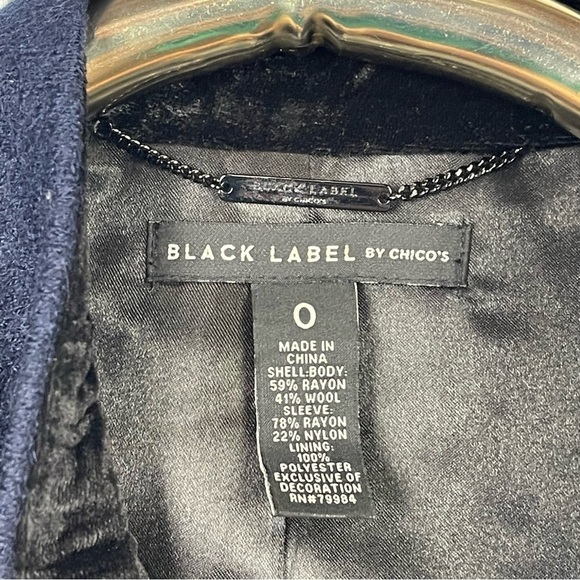 BLACK LABEL
BY CHICO'S
BLACK LABEL BY CHICO'S
0
MADE IN
CHINA
SHELL:BODY:
59% RAYON
41% WOOL
SLEEVE:
78% RAYON
22% NYLON
LINING:
100%
POLYESTER
EXCLUSIVE OF
DECORATION
RN#79984